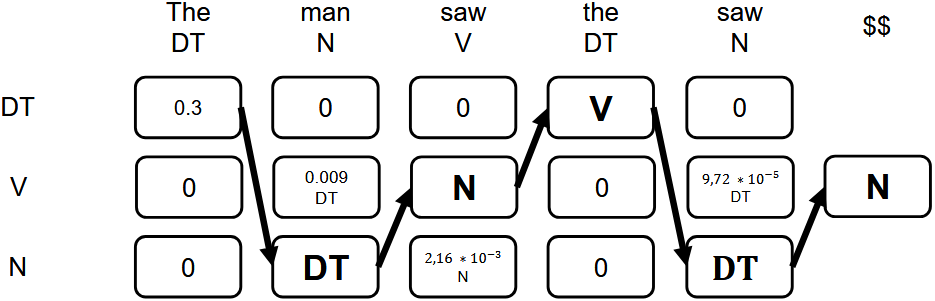 The man saw the saw $$
DT N V DT N
DT 0.3 0 0 V 0
V 0 0.009 DT N 0 9,72 * 10⁻⁵ DT N
N 0 DT 2,16 * 10⁻³ N 0 DT